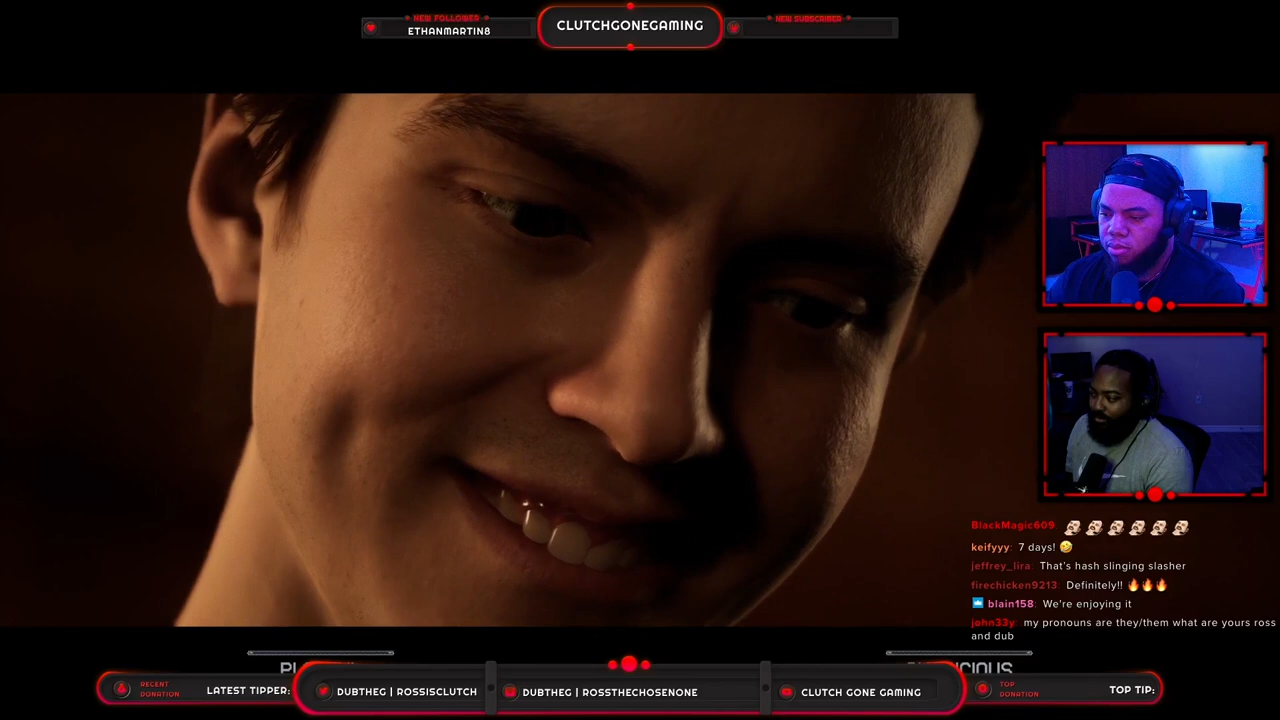 NEW FOLLOWER
ETHANMARTIN8
CLUTCHGONEGAMING
NEW SUBSCRIBER
BlackMagic609
keifyyy: 7 days! 🤣
jeffrey_lira: That's hash slinging slasher
firechicken9213: Definitely!! 🔥🔥🔥
blain158: We're enjoying it
john33y: my pronouns are they/them what are yours ross
and dub
RECENT
DONATION
LATEST TIPPER:
DUBTHEG | ROSSISCLUTCH
DUBTHEG | ROSSTHECHOSENONE
CLUTCH GONE GAMING
TOP
DONATION
TOP TIP: